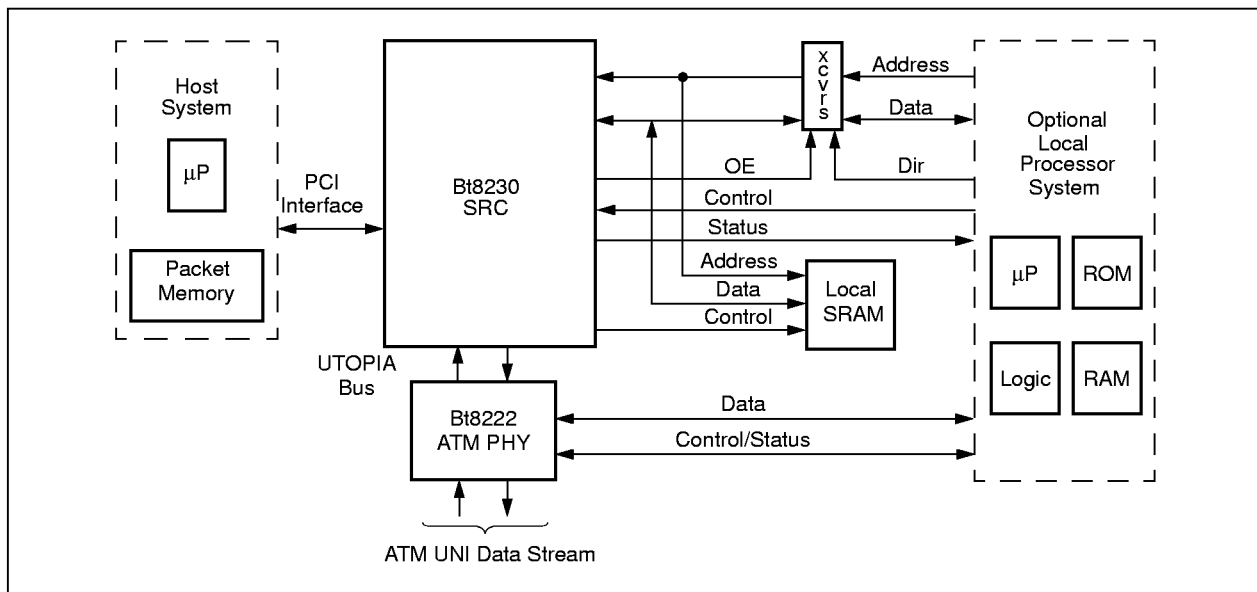 Host
System
μP
Packet
Memory
PCI
Interface
Bt8230
SRC
UTOPIA
Bus
Bt8222
ATM PHY
ATM UNI Data Stream
xcvrs
Address
Data
OE
Dir
Control
Status
Address
Data
Control
Local
SRAM
Data
Control/Status
Optional
Local
Processor
System
μP
ROM
Logic
RAM